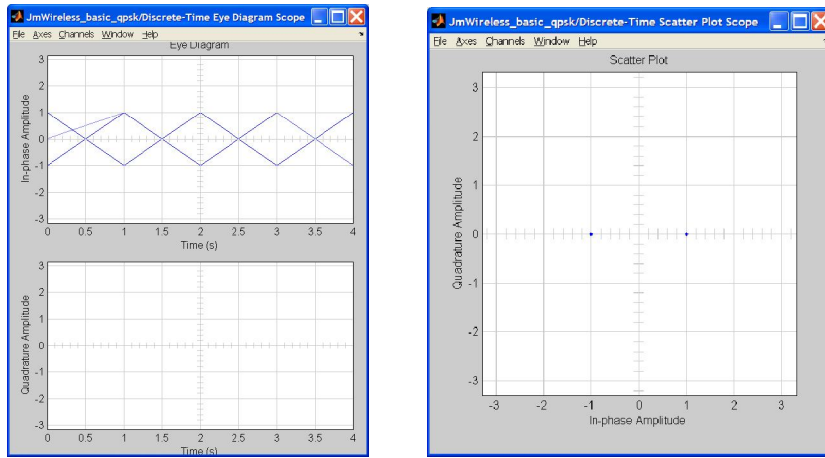 JmWireless_basic_qpsk/Discrete-Time Eye Diagram Scope
File Axes Channels Window Help
Eye Diagram
3
2
1
0
-1
-2
-3
In-phase Amplitude
0 0.5 1 1.5 2 2.5 3 3.5 4
Time (s)
3
2
1
0
-1
-2
-3
Quadrature Amplitude
0 0.5 1 1.5 2 2.5 3 3.5 4
Time (s)
JmWireless_basic_qpsk/Discrete-Time Scatter Plot Scope
File Axes Channels Window Help
Scatter Plot
3
2
1
0
-1
-2
-3
Quadrature Amplitude
-3 -2 -1 0 1 2 3
In-phase Amplitude